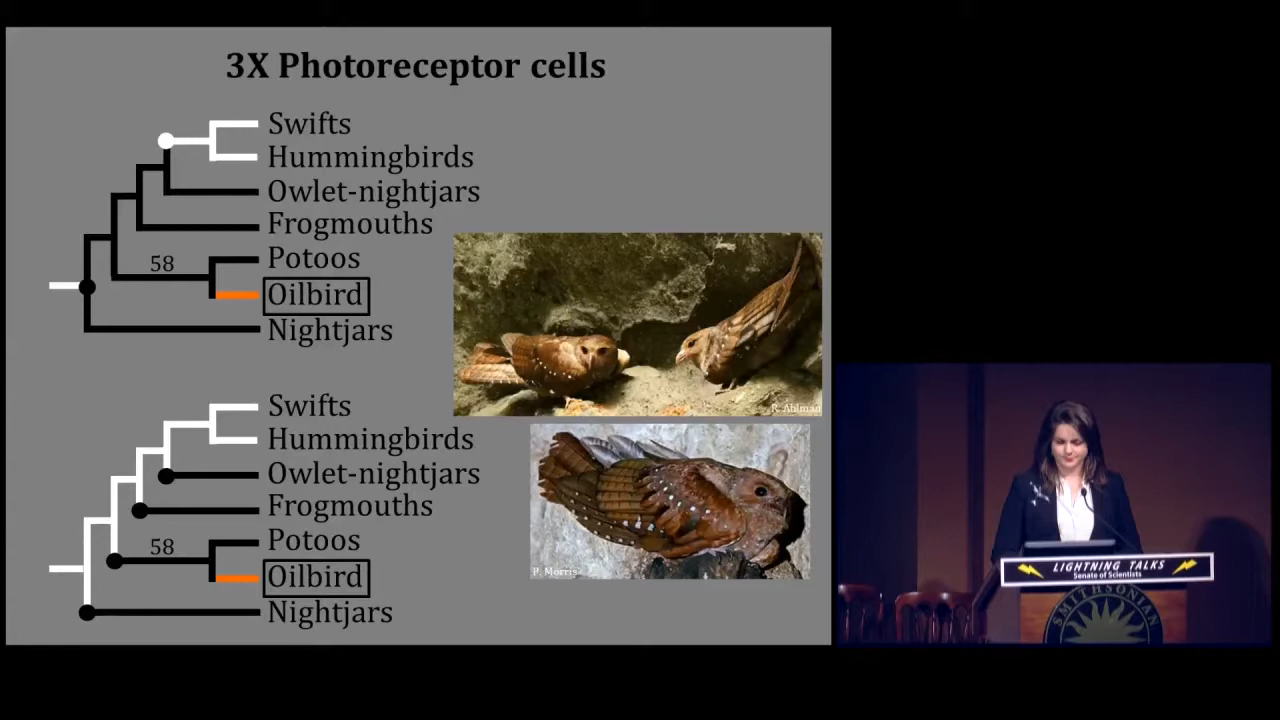 3X Photoreceptor cells
Swifts
Hummingbirds
Owlet-nightjars
Frogmouths
58
Potoos
Oilbird
Nightjars
R. Ahlman
Swifts
Hummingbirds
Owlet-nightjars
Frogmouths
58
Potoos
Oilbird
Nightjars
P. Morris
LIGHTNING TALKS
Senate of Scientists
SMITHSONIAN